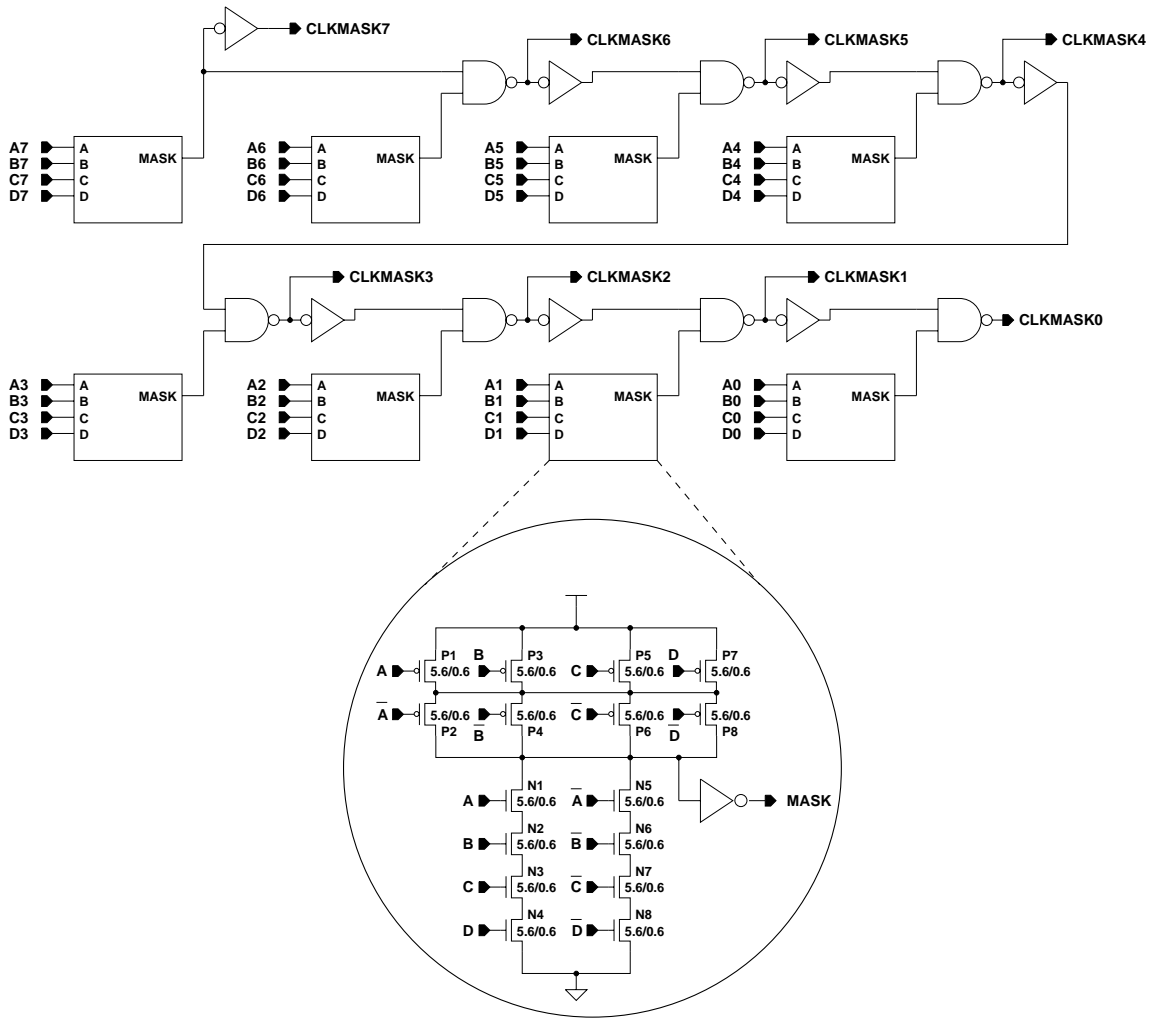 CLKMASK7
CLKMASK6 CLKMASK5 CLKMASK4
A7 A MASK A6 A MASK A5 A MASK A4 A MASK
B7 B B6 B B5 B B4 B
C7 C C6 C C5 C C4 C
D7 D D6 D D5 D D4 D
CLKMASK3 CLKMASK2 CLKMASK1
CLKMASK0
A3 A MASK A2 A MASK A1 A MASK A0 A MASK
B3 B B2 B B1 B B0 B
C3 C C2 C C1 C C0 C
D3 D D2 D D1 D D0 D
P1 B P3 P5 D P7
A 5.6/0.6 5.6/0.6 C 5.6/0.6 5.6/0.6
A̅ 5.6/0.6 5.6/0.6 C̅ 5.6/0.6 5.6/0.6
P2 B̅ P4 P6 D̅ P8
N1 N5
A 5.6/0.6 A̅ 5.6/0.6 MASK
N2 N6
B 5.6/0.6 B̅ 5.6/0.6
N3 N7
C 5.6/0.6 C̅ 5.6/0.6
N4 N8
D 5.6/0.6 D̅ 5.6/0.6